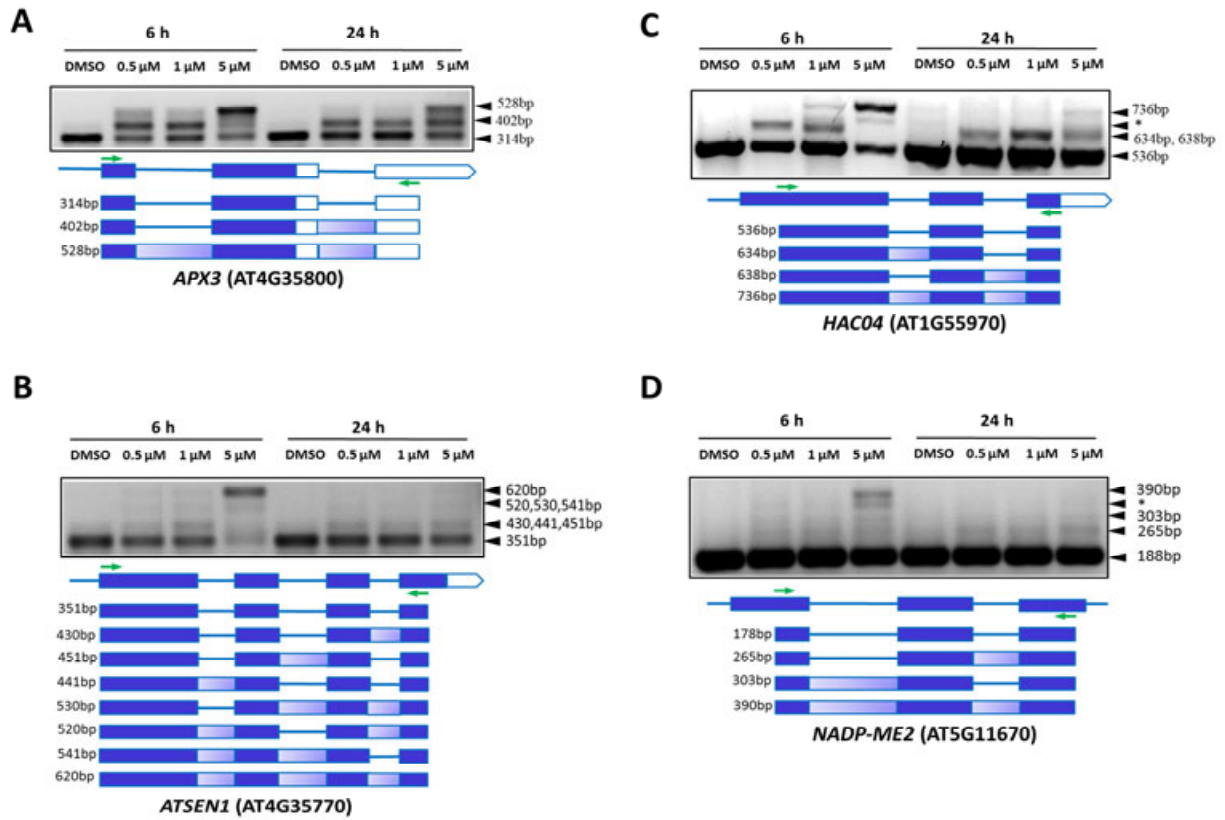 A
6 h
24 h
DMSO 0.5 µM 1 µM 5 µM DMSO 0.5 µM 1 µM 5 µM
528bp
402bp
314bp
314bp
402bp
528bp
APX3 (AT4G35800)
B
6 h
24 h
DMSO 0.5 µM 1 µM 5 µM DMSO 0.5 µM 1 µM 5 µM
620bp
520,530,541bp
430,441,451bp
351bp
351bp
430bp
451bp
441bp
530bp
520bp
541bp
620bp
ATSEN1 (AT4G35770)
C
6 h
24 h
DMSO 0.5 µM 1 µM 5 µM DMSO 0.5 µM 1 µM 5 µM
736bp
*
634bp, 638bp
536bp
536bp
634bp
638bp
736bp
HAC04 (AT1G55970)
D
6 h
24 h
DMSO 0.5 µM 1 µM 5 µM DMSO 0.5 µM 1 µM 5 µM
390bp
*
303bp
265bp
188bp
178bp
265bp
303bp
390bp
NADP-ME2 (AT5G11670)